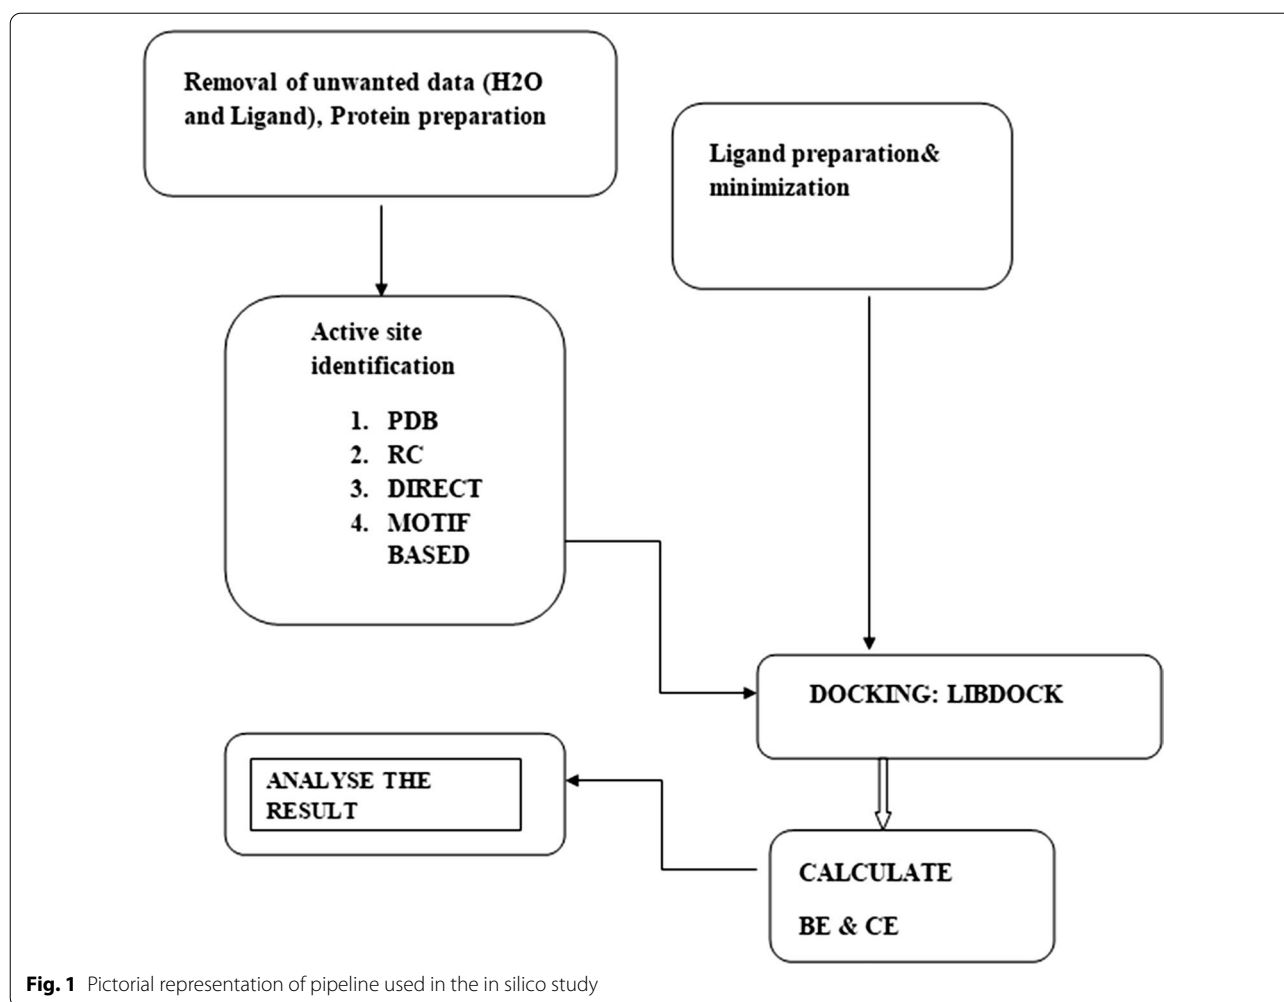 Removal of unwanted data (H2O
and Ligand), Protein preparation
Ligand preparation&
minimization
Active site
identification
1. PDB
2. RC
3. DIRECT
4. MOTIF
BASED
DOCKING: LIBDOCK
ANALYSE THE
RESULT
CALCULATE
BE & CE
Fig. 1 Pictorial representation of pipeline used in the in silico study